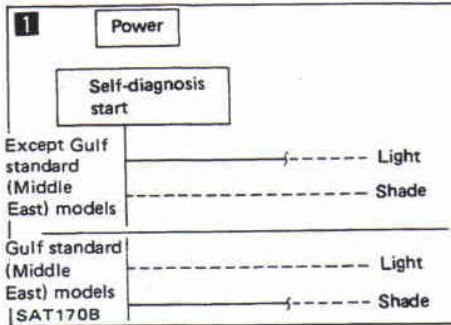 1
Power
Self-diagnosis
start
Except Gulf
standard
(Middle
East) models
Light
Shade
Gulf standard
(Middle
East) models
SAT170B
Light
Shade